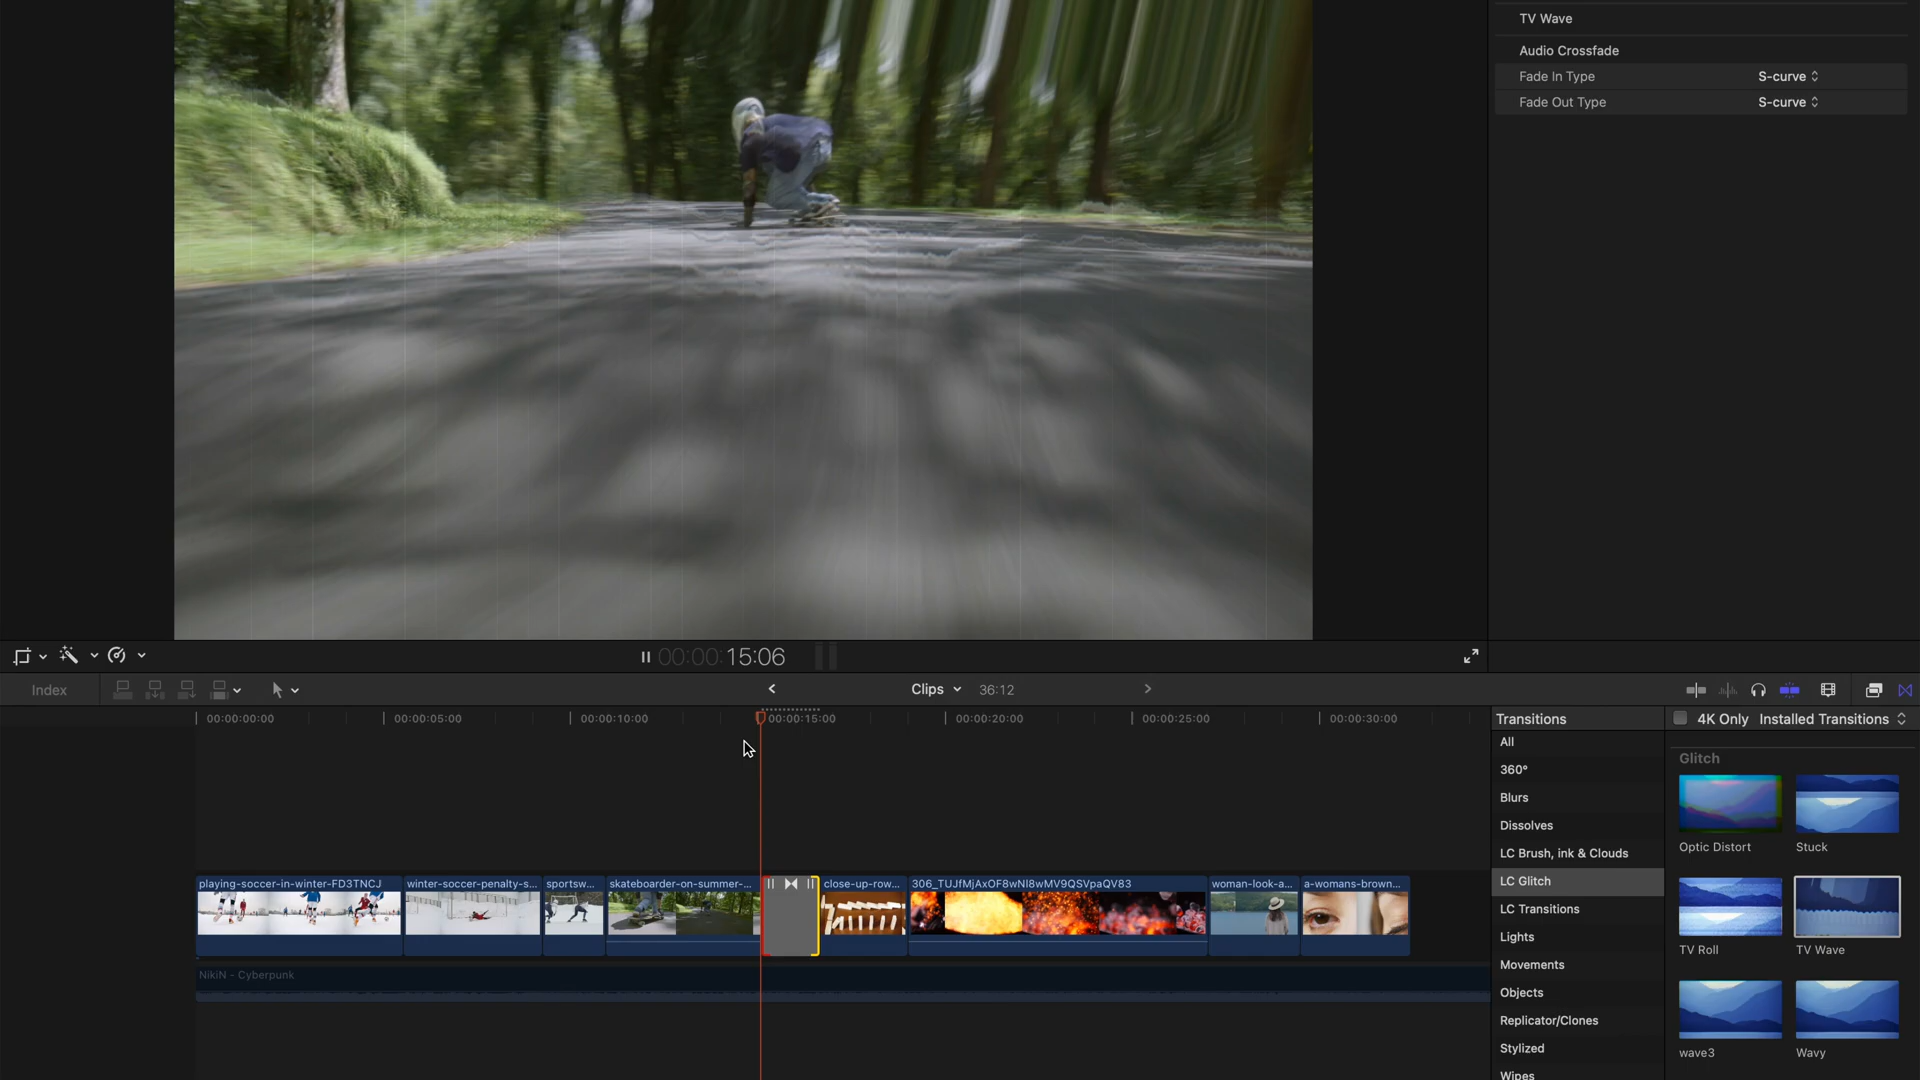 TV Wave
Audio Crossfade
Fade In Type S-curve
Fade Out Type S-curve
00:00:00:15:06
Index
Clips 36:12
00:00:00:00 00:00:05:00 00:00:10:00 00:00:15:00 00:00:20:00 00:00:25:00 00:00:30:00
Transitions
4K Only Installed Transitions
All
360°
Blurs
Dissolves
LC Brush, ink & Clouds
LC Glitch
LC Transitions
Lights
Movements
Objects
Replicator/Clones
Stylized
Wipes
Glitch
Optic Distort Stuck
TV Roll TV Wave
wave3 Wavy
playing-soccer-in-winter-FD3TNCJ winter-soccer-penalty-s... sportsw... skateboarder-on-summer-... close-up-row... 306_TUJfMjAxOF8wNI8wMV9QSVpaQV83 woman-look-a... a-womans-brown...
NikiN - Cyberpunk